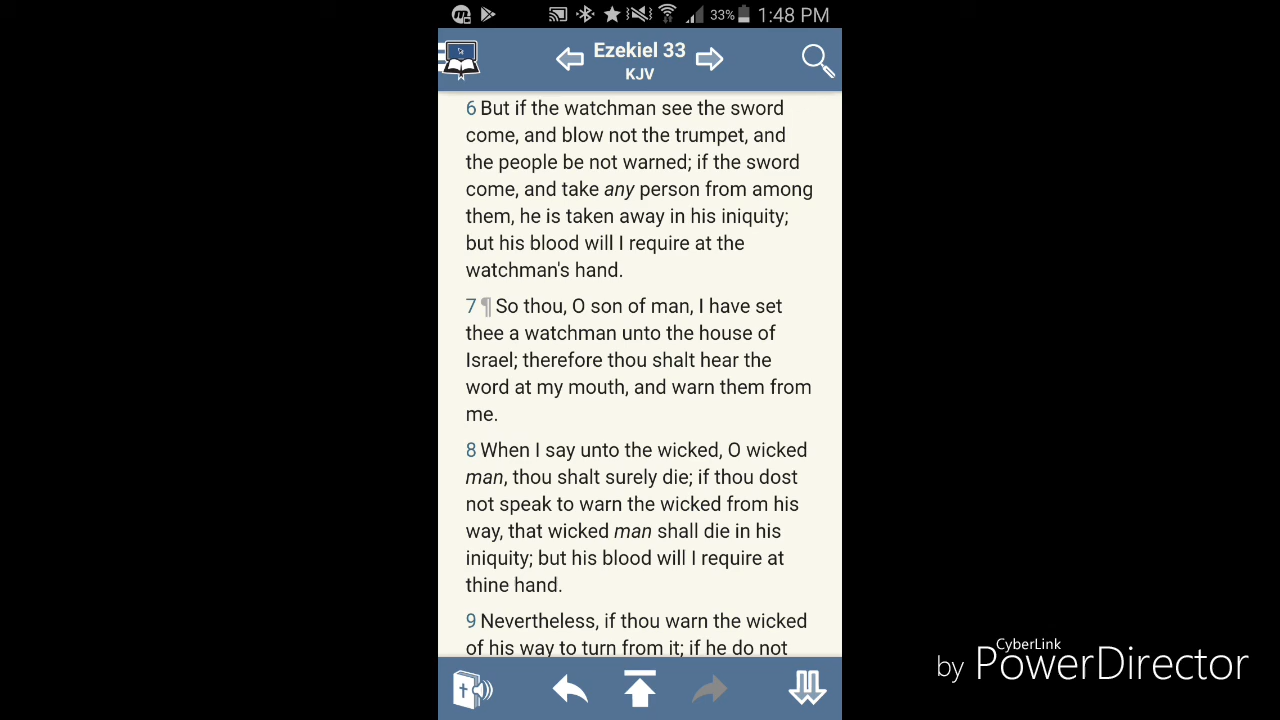 33% 1:48 PM
Ezekiel 33
KJV
6 But if the watchman see the sword
come, and blow not the trumpet, and
the people be not warned; if the sword
come, and take any person from among
them, he is taken away in his iniquity;
but his blood will I require at the
watchman's hand.
7 ¶ So thou, O son of man, I have set
thee a watchman unto the house of
Israel; therefore thou shalt hear the
word at my mouth, and warn them from
me.
8 When I say unto the wicked, O wicked
man, thou shalt surely die; if thou dost
not speak to warn the wicked from his
way, that wicked man shall die in his
iniquity; but his blood will I require at
thine hand.
9 Nevertheless, if thou warn the wicked
of his way to turn from it; if he do not
CyberLink
by PowerDirector